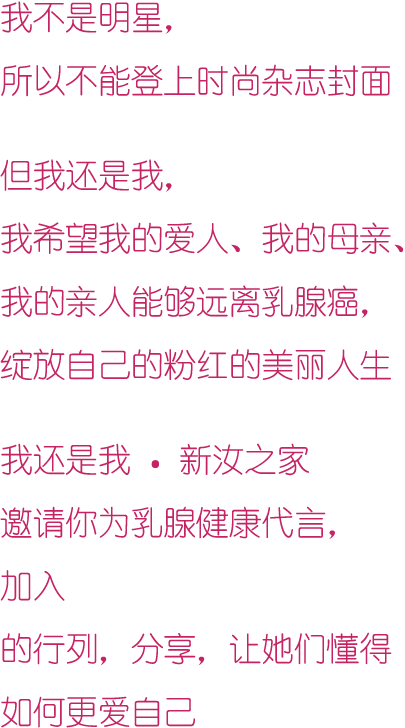 我不是明星，
所以不能登上时尚杂志封面
但我还是我，
我希望我的爱人、我的母亲、
我的亲人能够远离乳腺癌，
绽放自己的粉红的美丽人生
我还是我 • 新汝之家
邀请你为乳腺健康代言，
加入
的行列，分享，让她们懂得
如何更爱自己